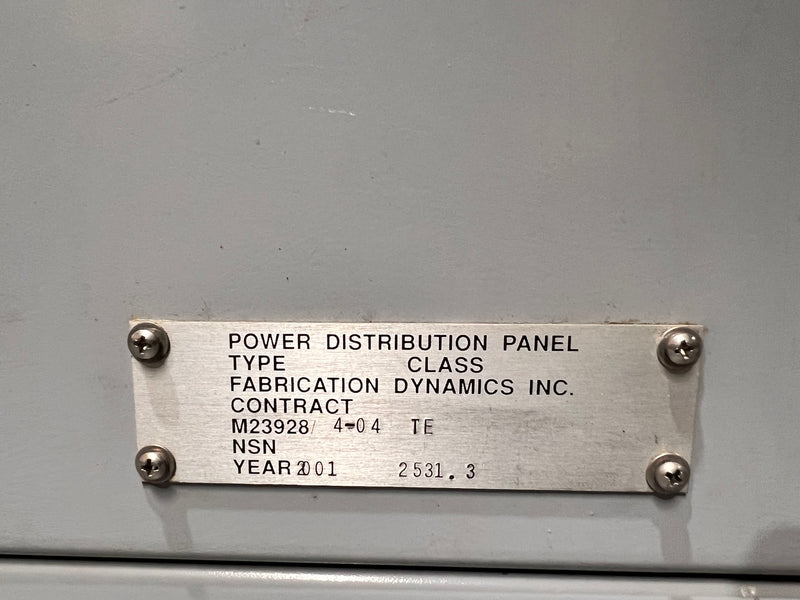 POWER DISTRIBUTION PANEL
TYPE CLASS
FABRICATION DYNAMICS INC.
CONTRACT
M23928/ 4-04 TE
NSN
YEAR 2001 2531.3